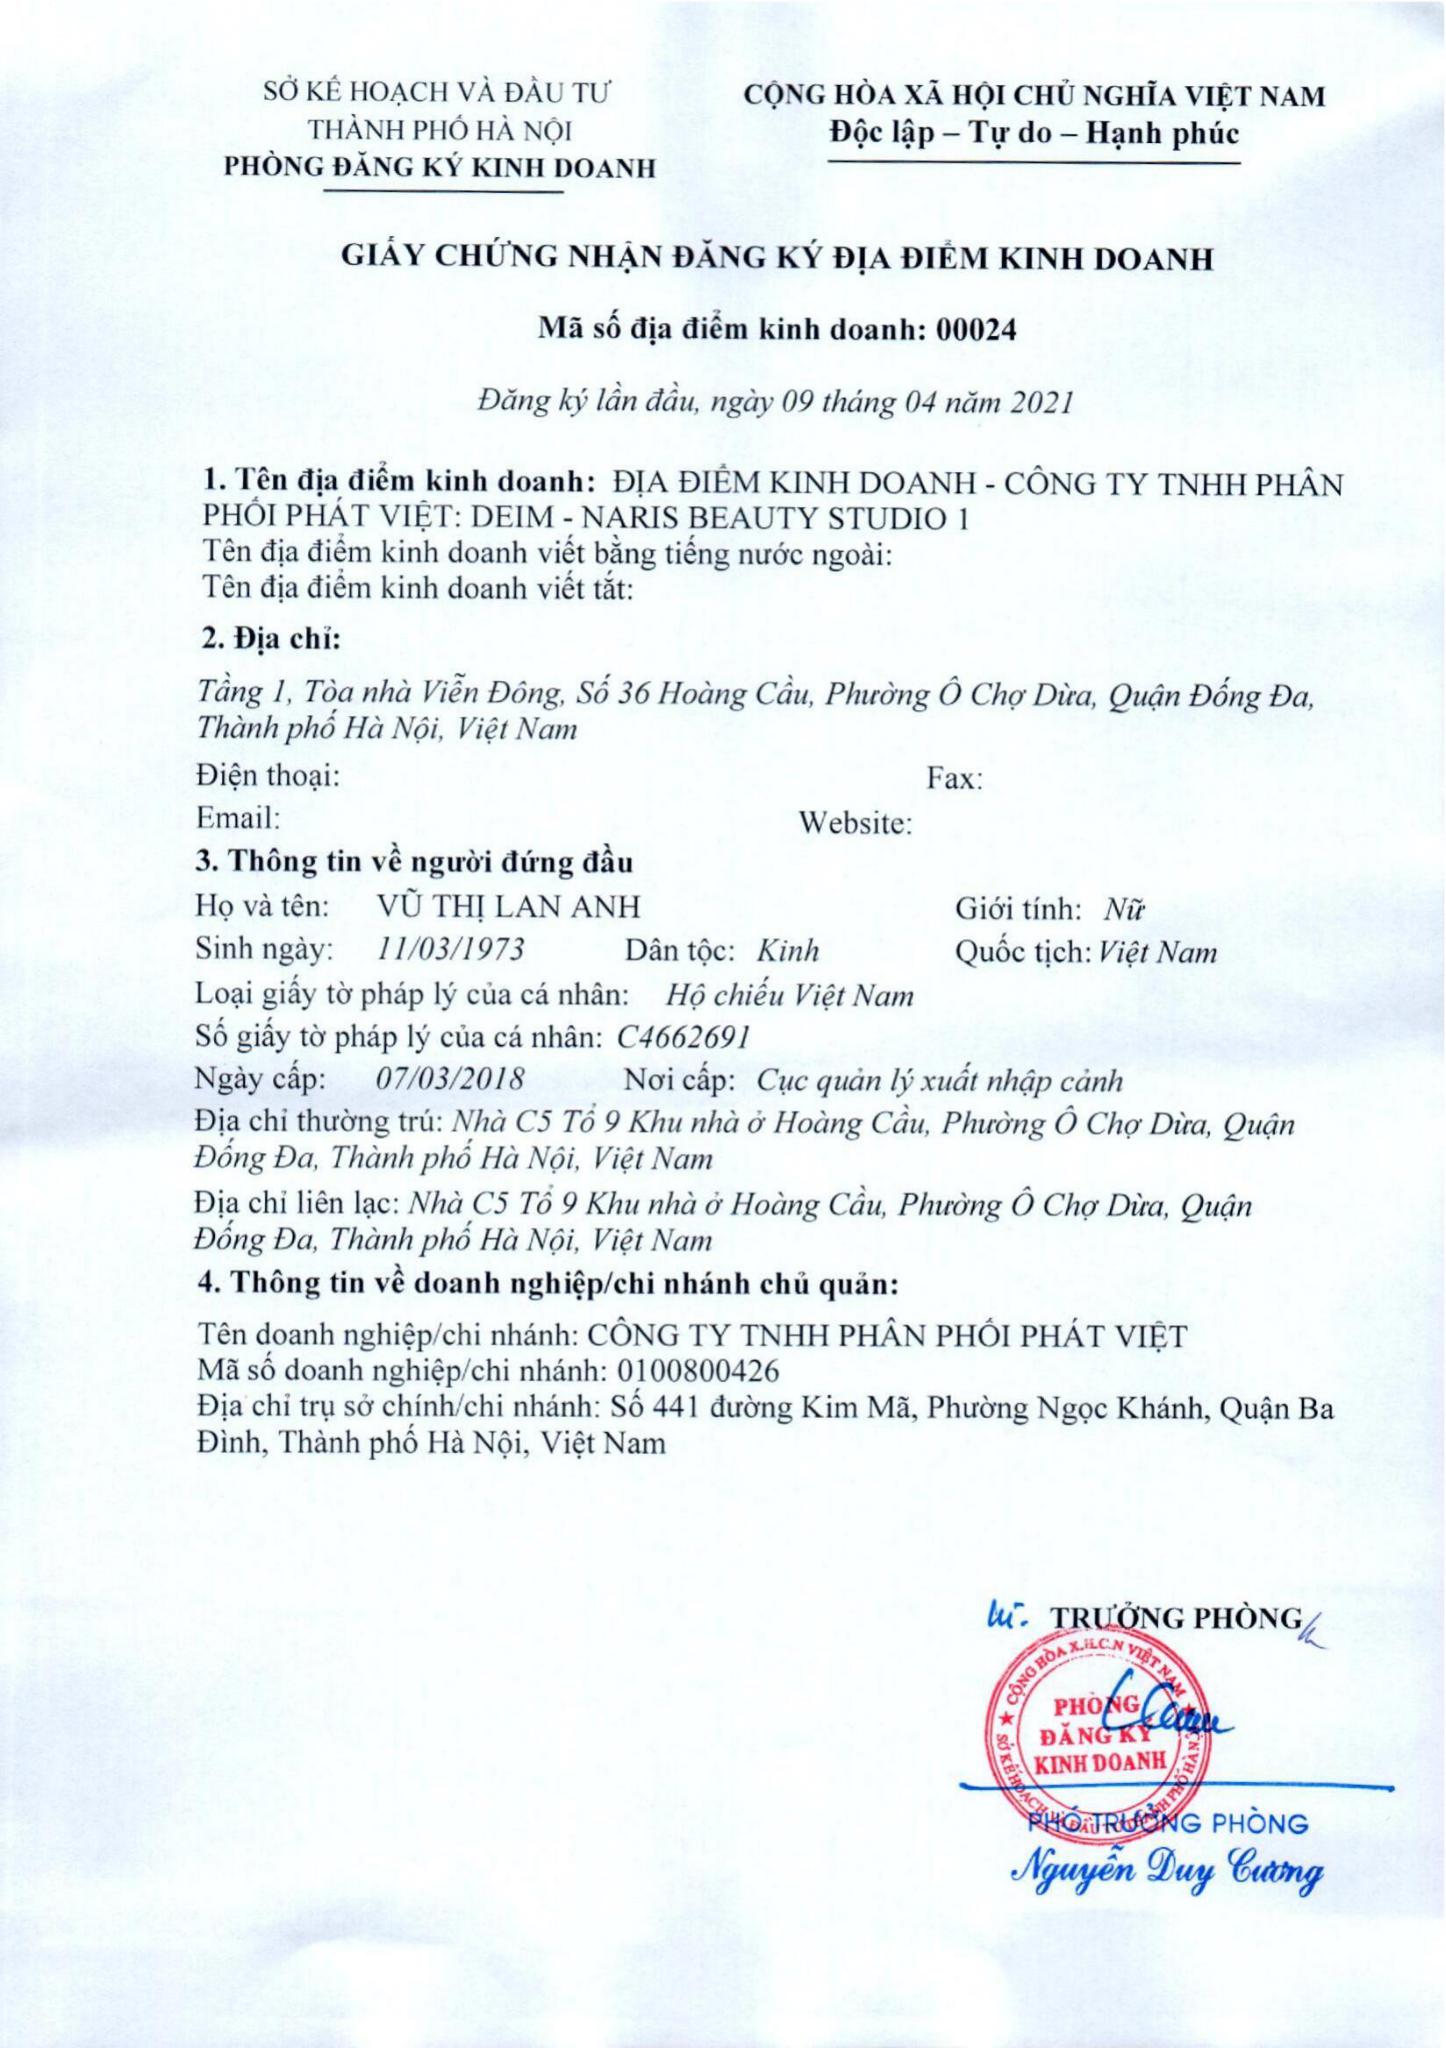 SỞ KẾ HOẠCH VÀ ĐẦU TƯ
THÀNH PHỐ HÀ NỘI
PHÒNG ĐĂNG KÝ KINH DOANH
CỘNG HÒA XÃ HỘI CHỦ NGHĨA VIỆT NAM
Độc lập – Tự do – Hạnh phúc
GIẤY CHỨNG NHẬN ĐĂNG KÝ ĐỊA ĐIỂM KINH DOANH
Mã số địa điểm kinh doanh: 00024
Đăng ký lần đầu, ngày 09 tháng 04 năm 2021
1. Tên địa điểm kinh doanh: ĐỊA ĐIỂM KINH DOANH - CÔNG TY TNHH PHÂN
PHỐI PHÁT VIỆT: DEIM - NARIS BEAUTY STUDIO 1
Tên địa điểm kinh doanh viết bằng tiếng nước ngoài:
Tên địa điểm kinh doanh viết tắt:
2. Địa chỉ:
Tầng 1, Tòa nhà Viễn Đông, Số 36 Hoàng Cầu, Phường Ô Chợ Dừa, Quận Đống Đa,
Thành phố Hà Nội, Việt Nam
Điện thoại: Fax:
Email: Website:
3. Thông tin về người đứng đầu
Họ và tên: VŨ THỊ LAN ANH Giới tính: Nữ
Sinh ngày: 11/03/1973 Dân tộc: Kinh Quốc tịch: Việt Nam
Loại giấy tờ pháp lý của cá nhân: Hộ chiếu Việt Nam
Số giấy tờ pháp lý của cá nhân: C4662691
Ngày cấp: 07/03/2018 Nơi cấp: Cục quản lý xuất nhập cảnh
Địa chỉ thường trú: Nhà C5 Tổ 9 Khu nhà ở Hoàng Cầu, Phường Ô Chợ Dừa, Quận
Đống Đa, Thành phố Hà Nội, Việt Nam
Địa chỉ liên lạc: Nhà C5 Tổ 9 Khu nhà ở Hoàng Cầu, Phường Ô Chợ Dừa, Quận
Đống Đa, Thành phố Hà Nội, Việt Nam
4. Thông tin về doanh nghiệp/chi nhánh chủ quản:
Tên doanh nghiệp/chi nhánh: CÔNG TY TNHH PHÂN PHỐI PHÁT VIỆT
Mã số doanh nghiệp/chi nhánh: 0100800426
Địa chỉ trụ sở chính/chi nhánh: Số 441 đường Kim Mã, Phường Ngọc Khánh, Quận Ba
Đình, Thành phố Hà Nội, Việt Nam
TRƯỞNG PHÒNG
CỘNG HÒA X.H.C.N VIỆT NAM
PHÒNG
ĐĂNG KÝ
KINH DOANH
SỞ KẾ HOẠCH VÀ ĐẦU TƯ THÀNH PHỐ HÀ NỘI
PHÓ TRƯỞNG PHÒNG
Nguyễn Duy Cương